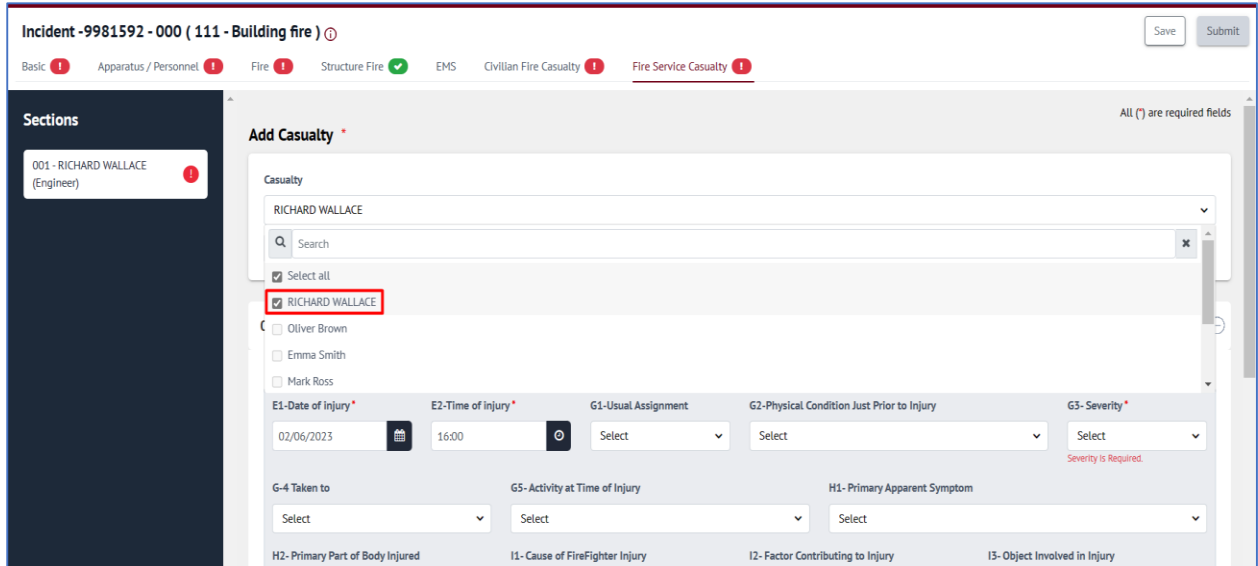 Incident -9981592 - 000 ( 111 - Building fire )
Save Submit
Basic Apparatus / Personnel Fire Structure Fire EMS Civilian Fire Casualty Fire Service Casualty
Sections
All (*) are required fields
Add Casualty *
001 - RICHARD WALLACE
(Engineer)
Casualty
RICHARD WALLACE
Search
Select all
RICHARD WALLACE
Oliver Brown
Emma Smith
Mark Ross
E1-Date of injury* E2-Time of injury* G1-Usual Assignment G2-Physical Condition Just Prior to Injury G3- Severity*
02/06/2023 16:00 Select Select Select
Severity Is Required.
G-4 Taken to G5- Activity at Time of Injury H1- Primary Apparent Symptom
Select Select Select
H2- Primary Part of Body Injured I1- Cause of FireFighter Injury I2- Factor Contributing to Injury I3- Object Involved in Injury